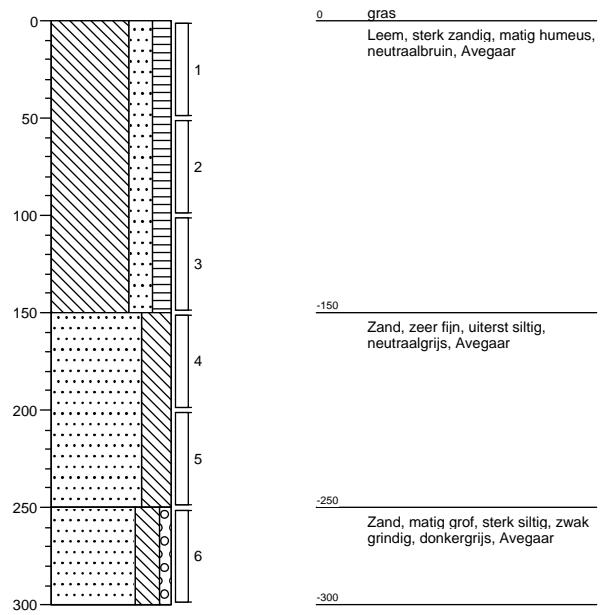 0
50
100
150
200
250
300
1
2
3
4
5
6
0 gras
Leem, sterk zandig, matig humeus,
neutraalbruin, Avegaar
-150
Zand, zeer fijn, uiterst siltig,
neutraalgrijs, Avegaar
-250
Zand, matig grof, sterk siltig, zwak
grindig, donkergrijs, Avegaar
-300